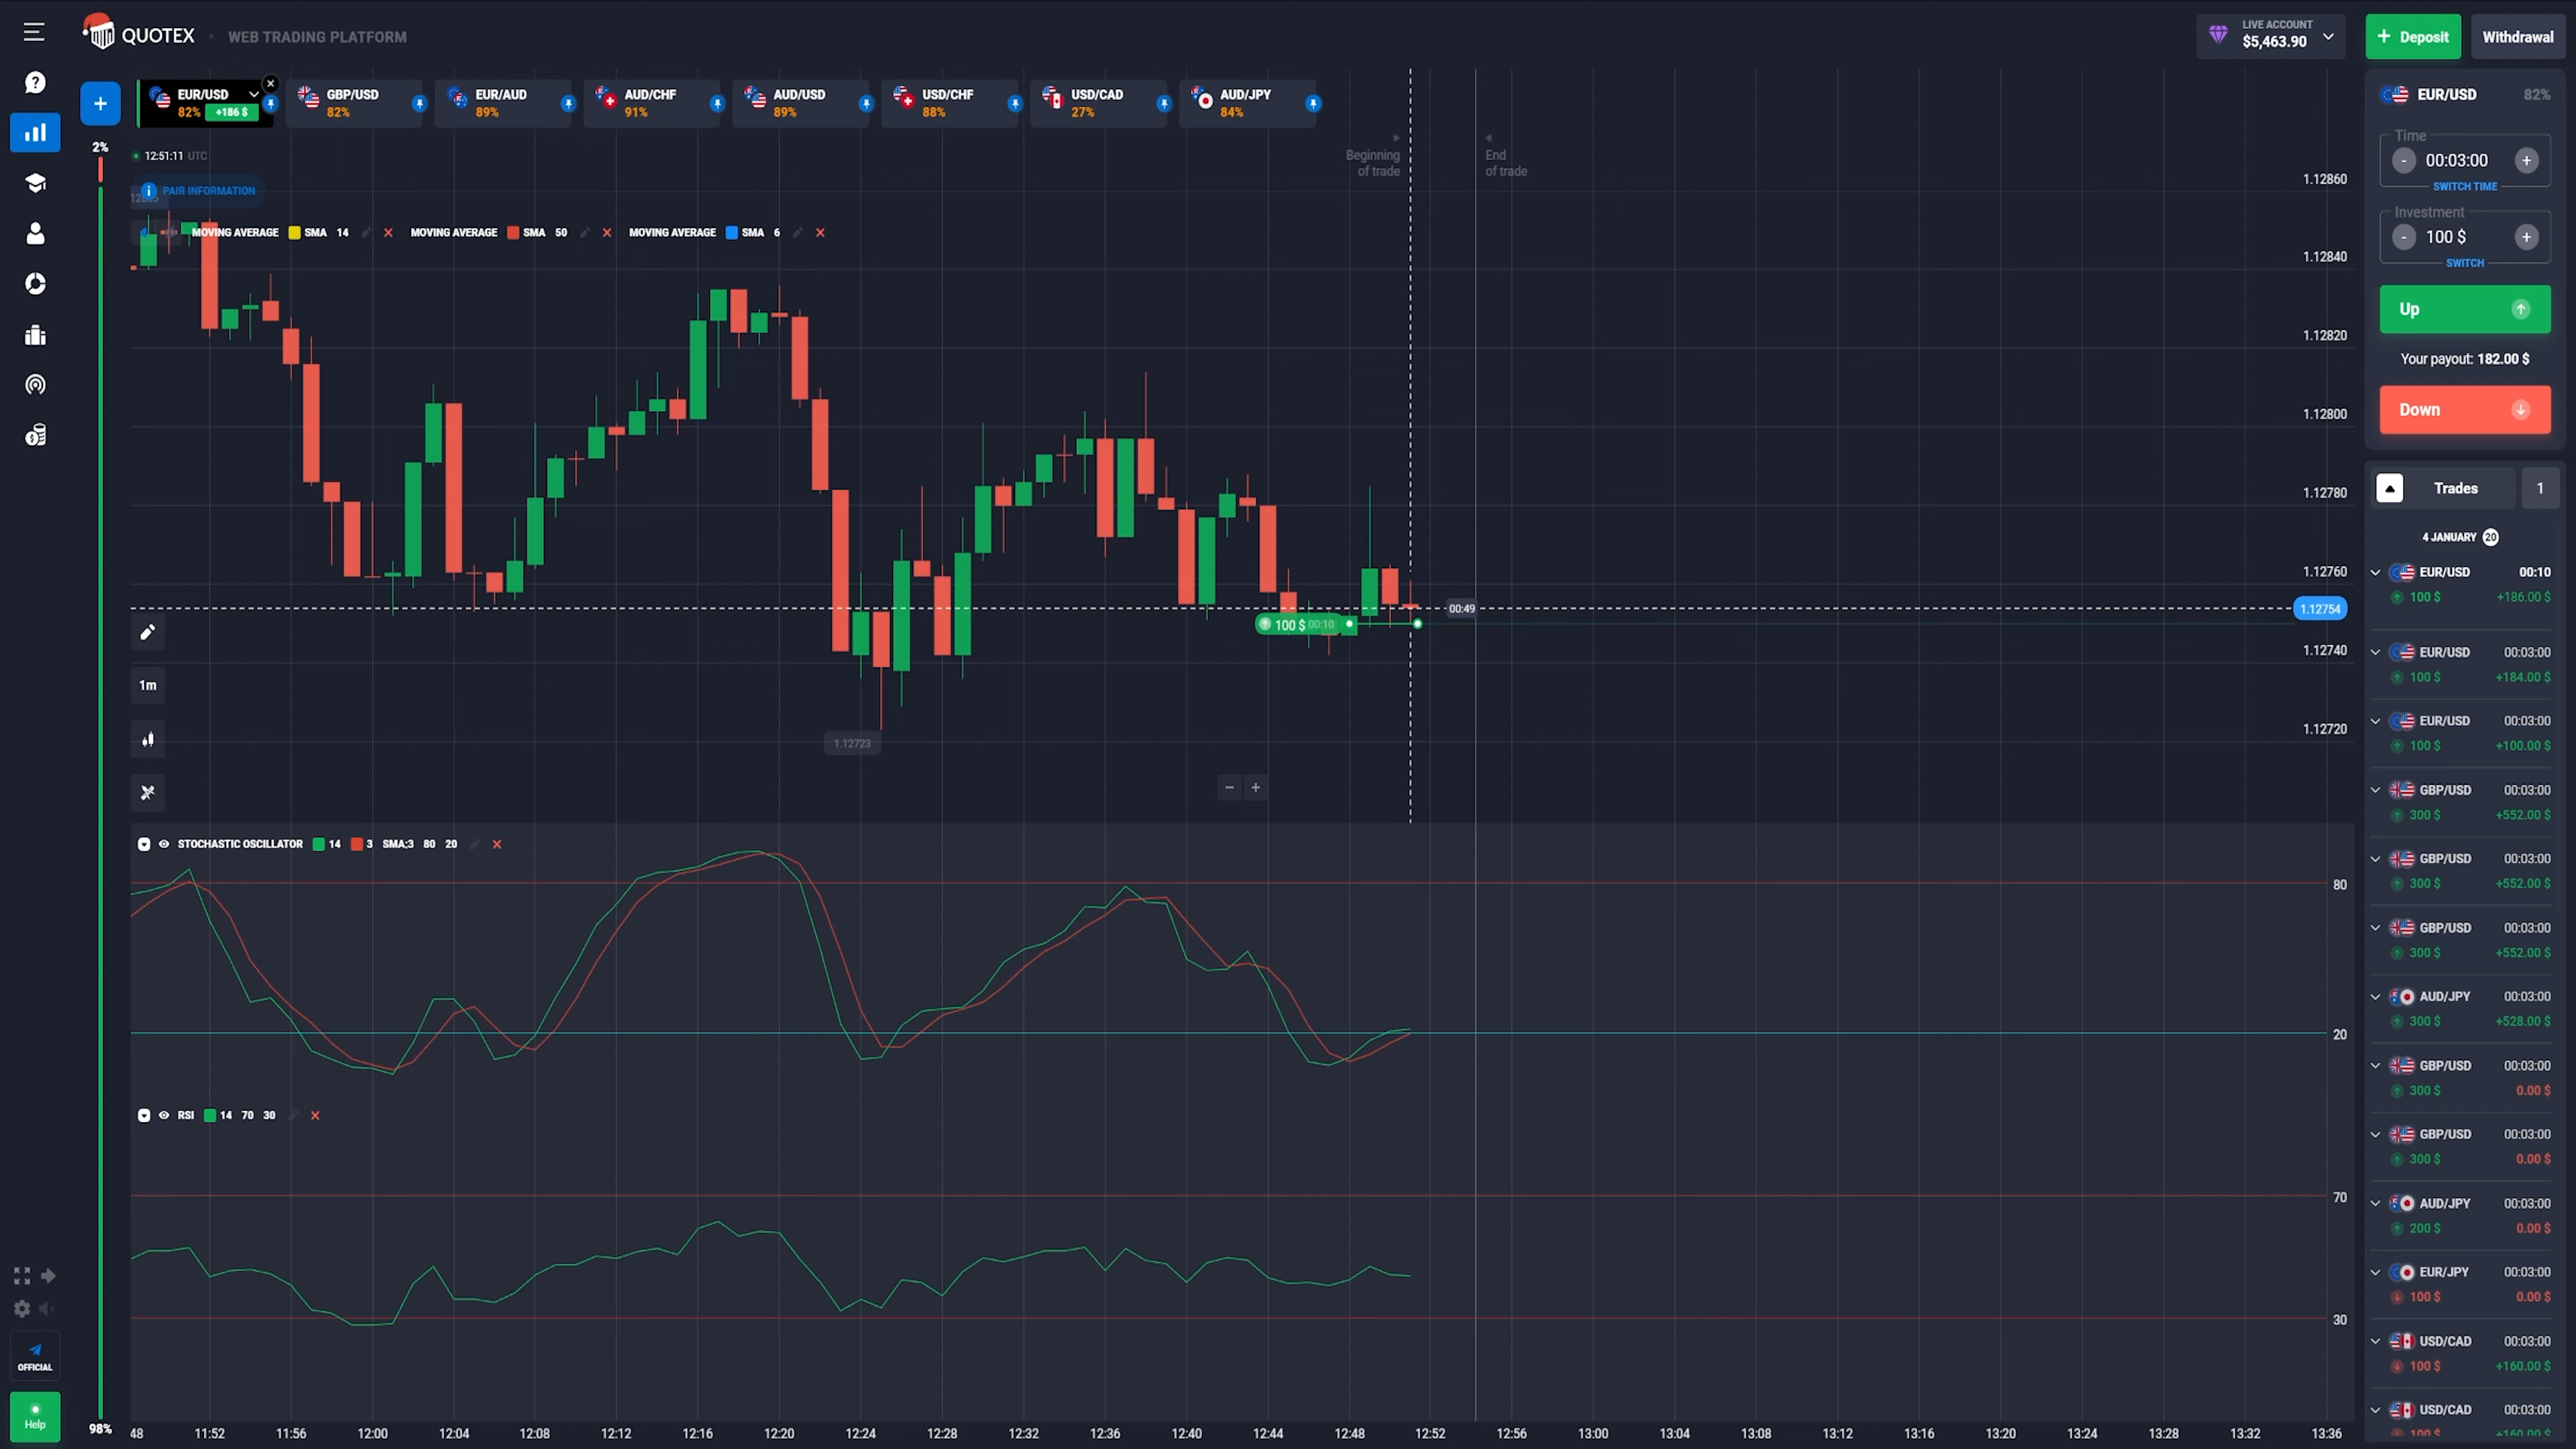 QUOTEX · WEB TRADING PLATFORM
LIVE ACCOUNT
$5,463.90
+ Deposit
Withdrawal
EUR/USD
82% +186 $
GBP/USD
82%
EUR/AUD
89%
AUD/CHF
91%
AUD/USD
89%
USD/CHF
88%
USD/CAD
27%
AUD/JPY
84%
2%
12:51:11 UTC
PAIR INFORMATION
MOVING AVERAGE SMA 14
MOVING AVERAGE SMA 50
MOVING AVERAGE SMA 6
Beginning
of trade
End
of trade
1.12860
1.12840
1.12820
1.12800
1.12780
1.12760
1.12754
1.12740
1.12720
00:49
100 $ 00:10
1.12723
1m
STOCHASTIC OSCILLATOR 14 3 SMA:3 80 20
80
20
RSI 14 70 30
70
30
OFFICIAL
Help
98%
48 11:52 11:56 12:00 12:04 12:08 12:12 12:16 12:20 12:24 12:28 12:32 12:36 12:40 12:44 12:48 12:52 12:56 13:00 13:04 13:08 13:12 13:16 13:20 13:24 13:28 13:32 13:36
EUR/USD 82%
Time
- 00:03:00 +
SWITCH TIME
Investment
- 100 $ +
SWITCH
Up
Your payout: 182.00 $
Down
Trades 1
4 JANUARY 20
EUR/USD 00:10
100 $ +186.00 $
EUR/USD 00:03:00
100 $ +184.00 $
EUR/USD 00:03:00
100 $ +100.00 $
GBP/USD 00:03:00
300 $ +552.00 $
GBP/USD 00:03:00
300 $ +552.00 $
GBP/USD 00:03:00
300 $ +552.00 $
AUD/JPY 00:03:00
300 $ +528.00 $
GBP/USD 00:03:00
300 $ 0.00 $
GBP/USD 00:03:00
300 $ 0.00 $
AUD/JPY 00:03:00
200 $ 0.00 $
EUR/JPY 00:03:00
100 $ 0.00 $
USD/CAD 00:03:00
100 $ +160.00 $
USD/CAD 00:03:00
100 $ +160.00 $